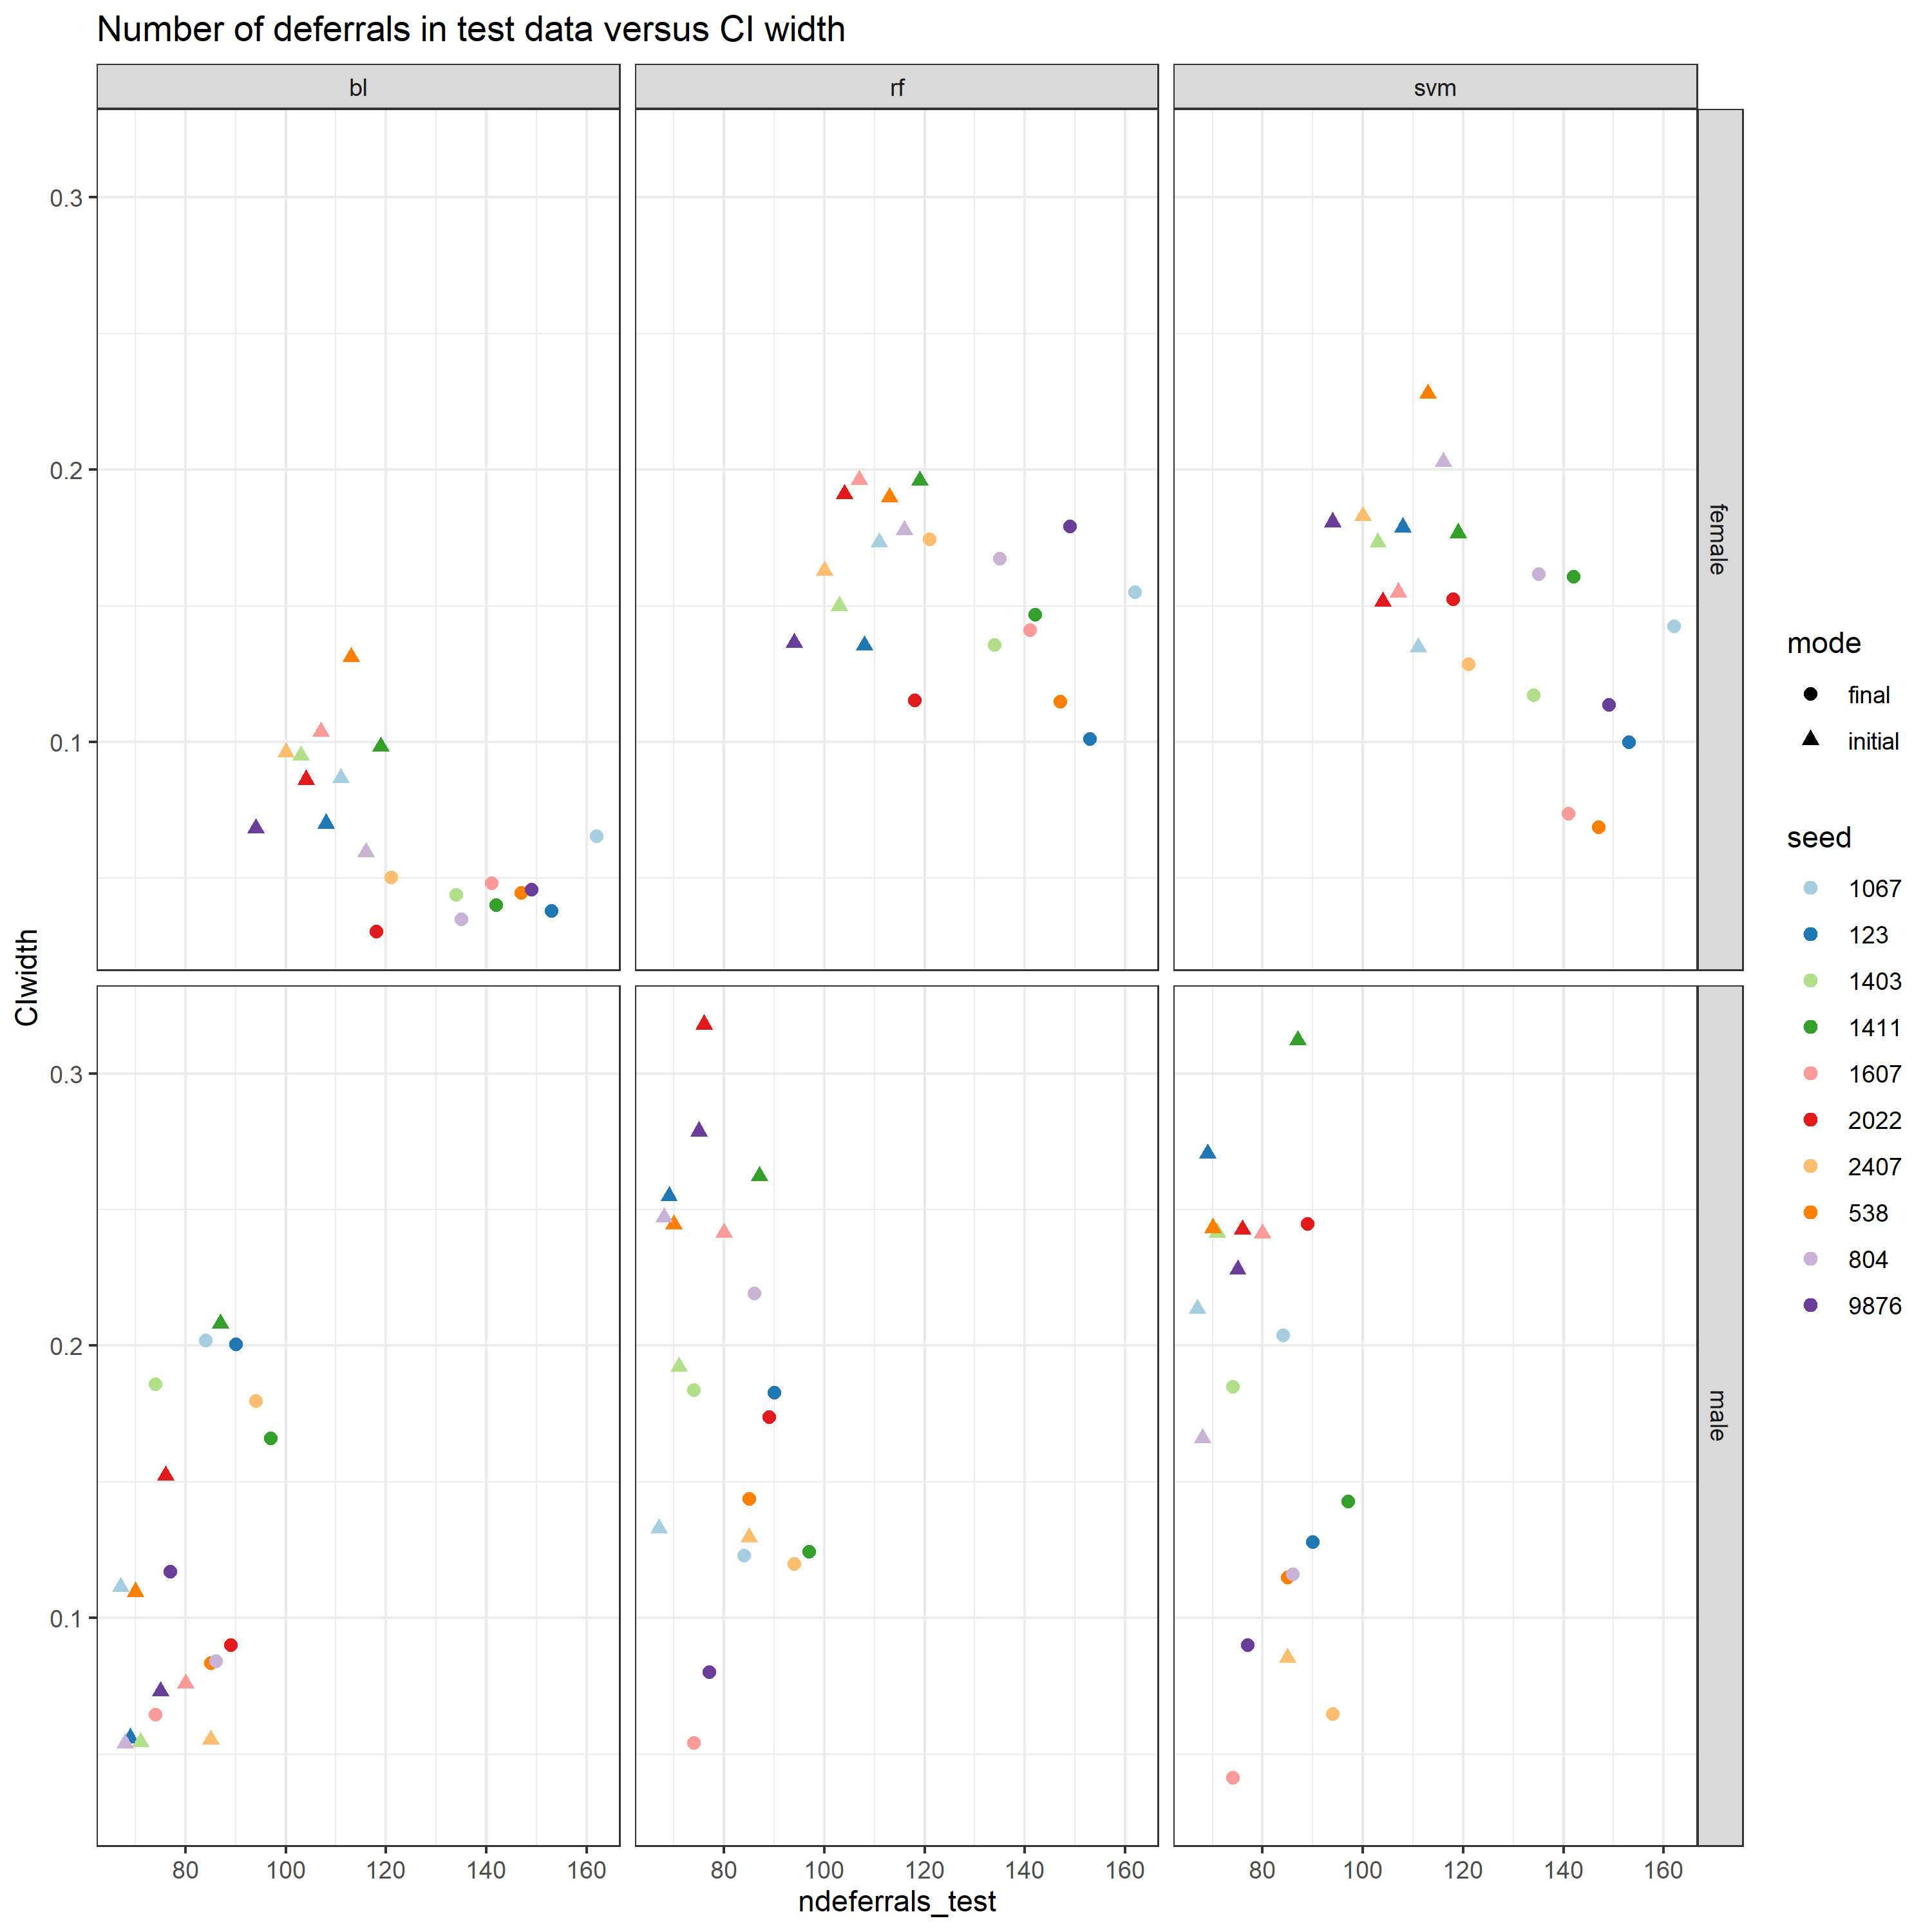 Number of deferrals in test data versus CI width
bl
rf
svm
0.3
0.2
0.1
female
0.3
0.2
0.1
male
CIwidth
80
100
120
140
160
80
100
120
140
160
80
100
120
140
160
ndeferrals_test
mode
final
initial
seed
1067
123
1403
1411
1607
2022
2407
538
804
9876